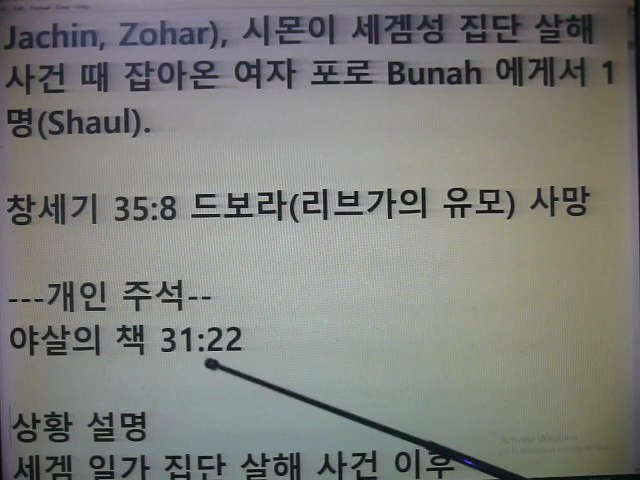 Jachin, Zohar), 시몬이 세겜성 집단 살해
사건 때 잡아온 여자 포로 Bunah 에게서 1
명(Shaul).
창세기 35:8 드보라(리브가의 유모) 사망
---개인 주석--
야살의 책 31:22
상황 설명
세겜 일가 집단 살해 사건 이후
Activate Windows